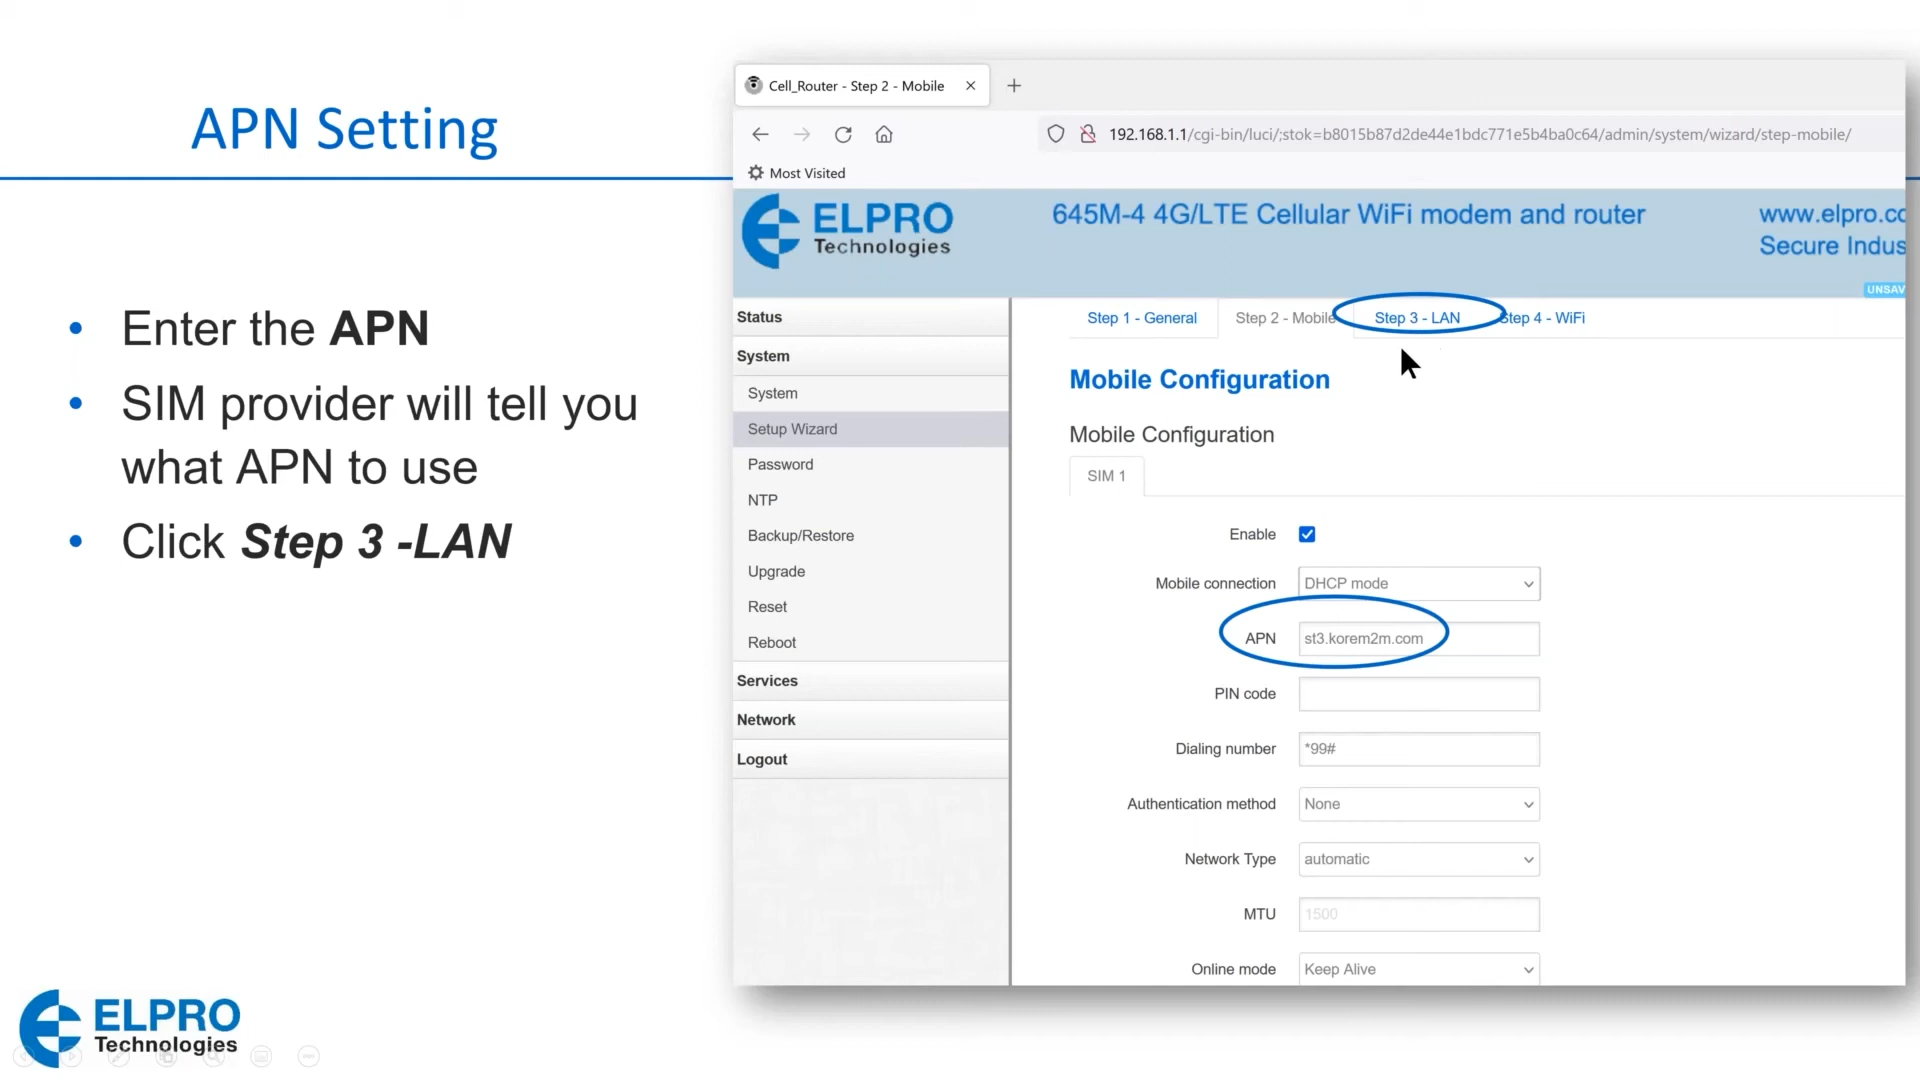 APN Setting
• Enter the APN
• SIM provider will tell you
what APN to use
• Click Step 3 -LAN
ELPRO
Technologies
Cell_Router - Step 2 - Mobile
192.168.1.1/cgi-bin/luci/;stok=b8015b87d2de44e1bdc771e5b4ba0c64/admin/system/wizard/step-mobile/
Most Visited
ELPRO
Technologies
645M-4 4G/LTE Cellular WiFi modem and router
www.elpro.co
Secure Indus
UNSAV
Status
System
System
Setup Wizard
Password
NTP
Backup/Restore
Upgrade
Reset
Reboot
Services
Network
Logout
Step 1 - General
Step 2 - Mobile
Step 3 - LAN
Step 4 - WiFi
Mobile Configuration
Mobile Configuration
SIM 1
Enable
Mobile connection DHCP mode
APN st3.korem2m.com
PIN code
Dialing number *99#
Authentication method None
Network Type automatic
MTU 1500
Online mode Keep Alive